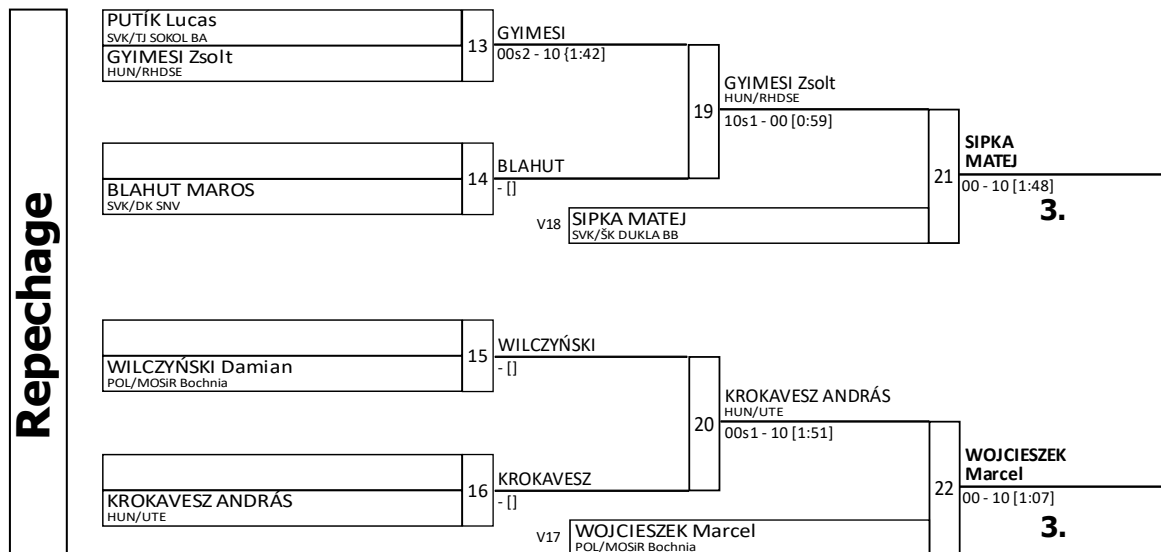 Repechage
PUTÍK Lucas
SVK/TJ SOKOL BA
GYIMESI Zsolt
HUN/RHDSE
13
GYIMESI
00s2 - 10 {1:42]
BLAHUT MAROS
SVK/DK SNV
14
BLAHUT
- []
19
GYIMESI Zsolt
HUN/RHDSE
10s1 - 00 [0:59]
V18
SIPKA MATEJ
SVK/ŠK DUKLA BB
21
SIPKA
MATEJ
00 - 10 [1:48]
3.
WILCZYŃSKI Damian
POL/MOSiR Bochnia
15
WILCZYŃSKI
- []
KROKAVESZ ANDRÁS
HUN/UTE
16
KROKAVESZ
- []
20
KROKAVESZ ANDRÁS
HUN/UTE
00s1 - 10 [1:51]
V17
WOJCIESZEK Marcel
POL/MOSiR Bochnia
22
WOJCIESZEK
Marcel
00 - 10 [1:07]
3.